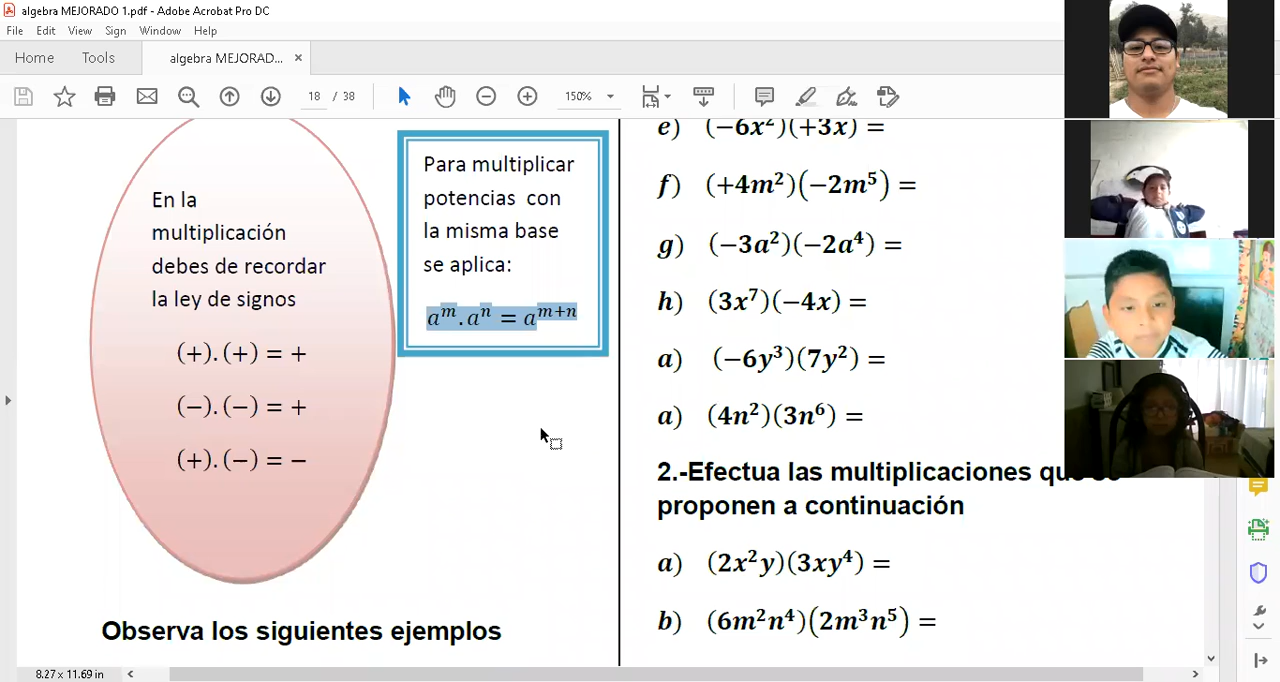 algebra MEJORADO 1.pdf - Adobe Acrobat Pro DC
File Edit View Sign Window Help
Home Tools algebra MEJORAD... ×
18 / 38 150%
En la
multiplicación
debes de recordar
la ley de signos
(+).(+) = +
(−).(−) = +
(+).(−) = −
Para multiplicar
potencias con
la misma base
se aplica:
aᵐ.aⁿ = aᵐ⁺ⁿ
Observa los siguientes ejemplos
e) (−6x²)(+3x) =
f) (+4m²)(−2m⁵) =
g) (−3a²)(−2a⁴) =
h) (3x⁷)(−4x) =
a) (−6y³)(7y²) =
a) (4n²)(3n⁶) =
2.-Efectua las multiplicaciones que
proponen a continuación
a) (2x²y)(3xy⁴) =
b) (6m²n⁴)(2m³n⁵) =
8.27 x 11.69 in